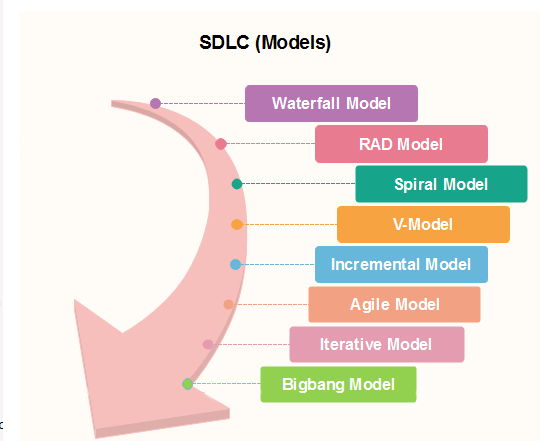 SDLC (Models)
Waterfall Model
RAD Model
Spiral Model
V-Model
Incremental Model
Agile Model
Iterative Model
Bigbang Model